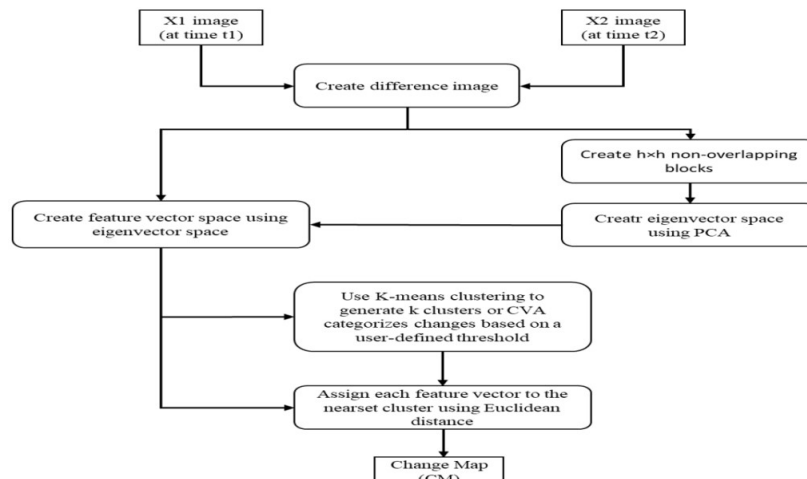 X1 image
(at time t1)
X2 image
(at time t2)
Create difference image
Create h×h non-overlapping
blocks
Create feature vector space using
eigenvector space
Creatr eigenvector space
using PCA
Use K-means clustering to
generate k clusters or CVA
categorizes changes based on a
user-defined threshold
Assign each feature vector to the
nearset cluster using Euclidean
distance
Change Map
(CM)